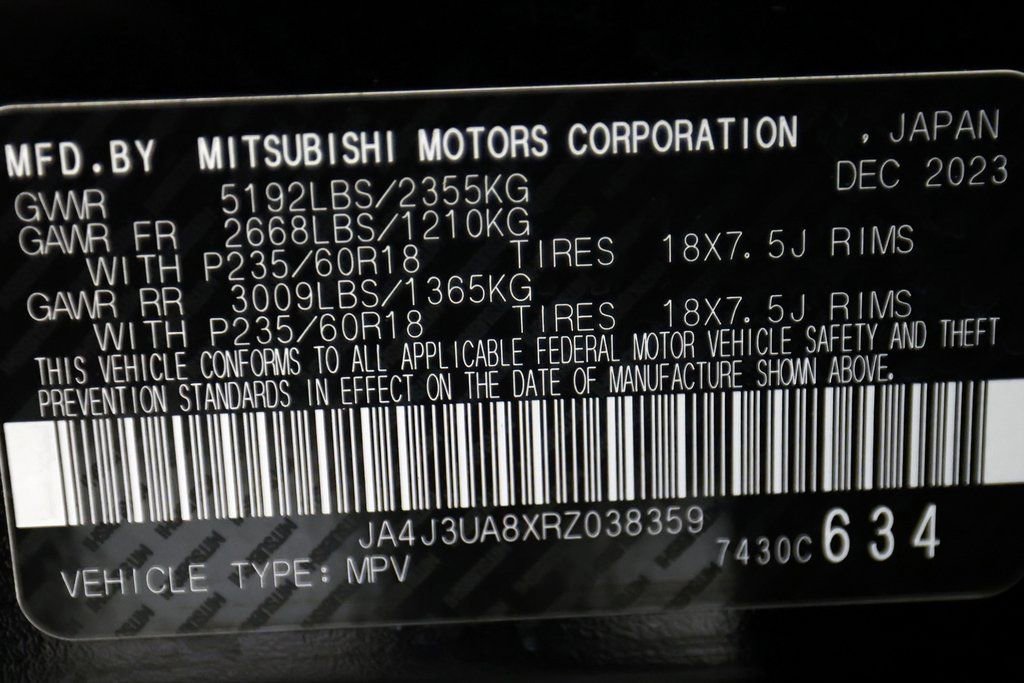 MFD.BY MITSUBISHI MOTORS CORPORATION , JAPAN
DEC 2023
GVWR 5192LBS/2355KG
GAWR FR 2668LBS/1210KG
WITH P235/60R18 TIRES 18X7.5J RIMS
GAWR RR 3009LBS/1365KG
WITH P235/60R18 TIRES 18X7.5J RIMS
THIS VEHICLE CONFORMS TO ALL APPLICABLE FEDERAL MOTOR VEHICLE SAFETY AND THEFT
PREVENTION STANDARDS IN EFFECT ON THE DATE OF MANUFACTURE SHOWN ABOVE.
JA4J3UA8XRZ038359
7430C 634
VEHICLE TYPE: MPV